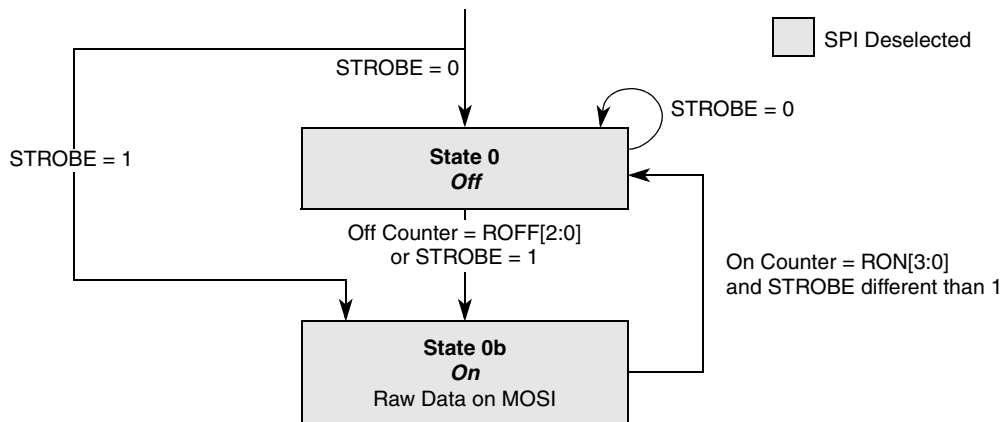 SPI Deselected
STROBE = 0
STROBE = 0
STROBE = 1
State 0
Off
Off Counter = ROFF[2:0]
or STROBE = 1
On Counter = RON[3:0]
and STROBE different than 1
State 0b
On
Raw Data on MOSI